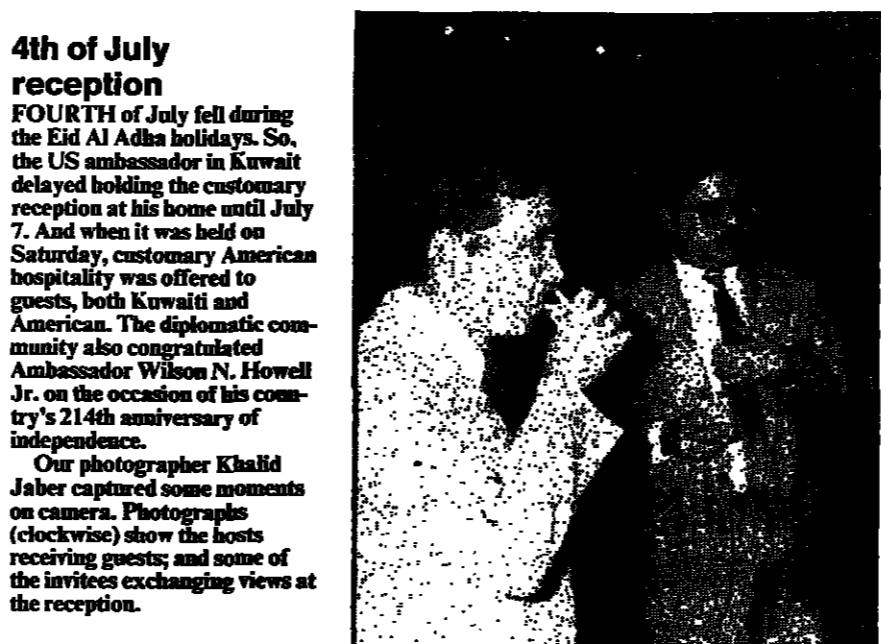 4th of July
reception
FOURTH of July fell during
the Eid Al Adha holidays. So,
the US ambassador in Kuwait
delayed holding the customary
reception at his home until July
7. And when it was held on
Saturday, customary American
hospitality was offered to
guests, both Kuwaiti and
American. The diplomatic com-
munity also congratulated
Ambassador Wilson N. Howell
Jr. on the occasion of his coun-
try's 214th anniversary of
independence.
Our photographer Khalid
Jaber captured some moments
on camera. Photographs
(clockwise) show the hosts
receiving guests; and some of
the invitees exchanging views at
the reception.